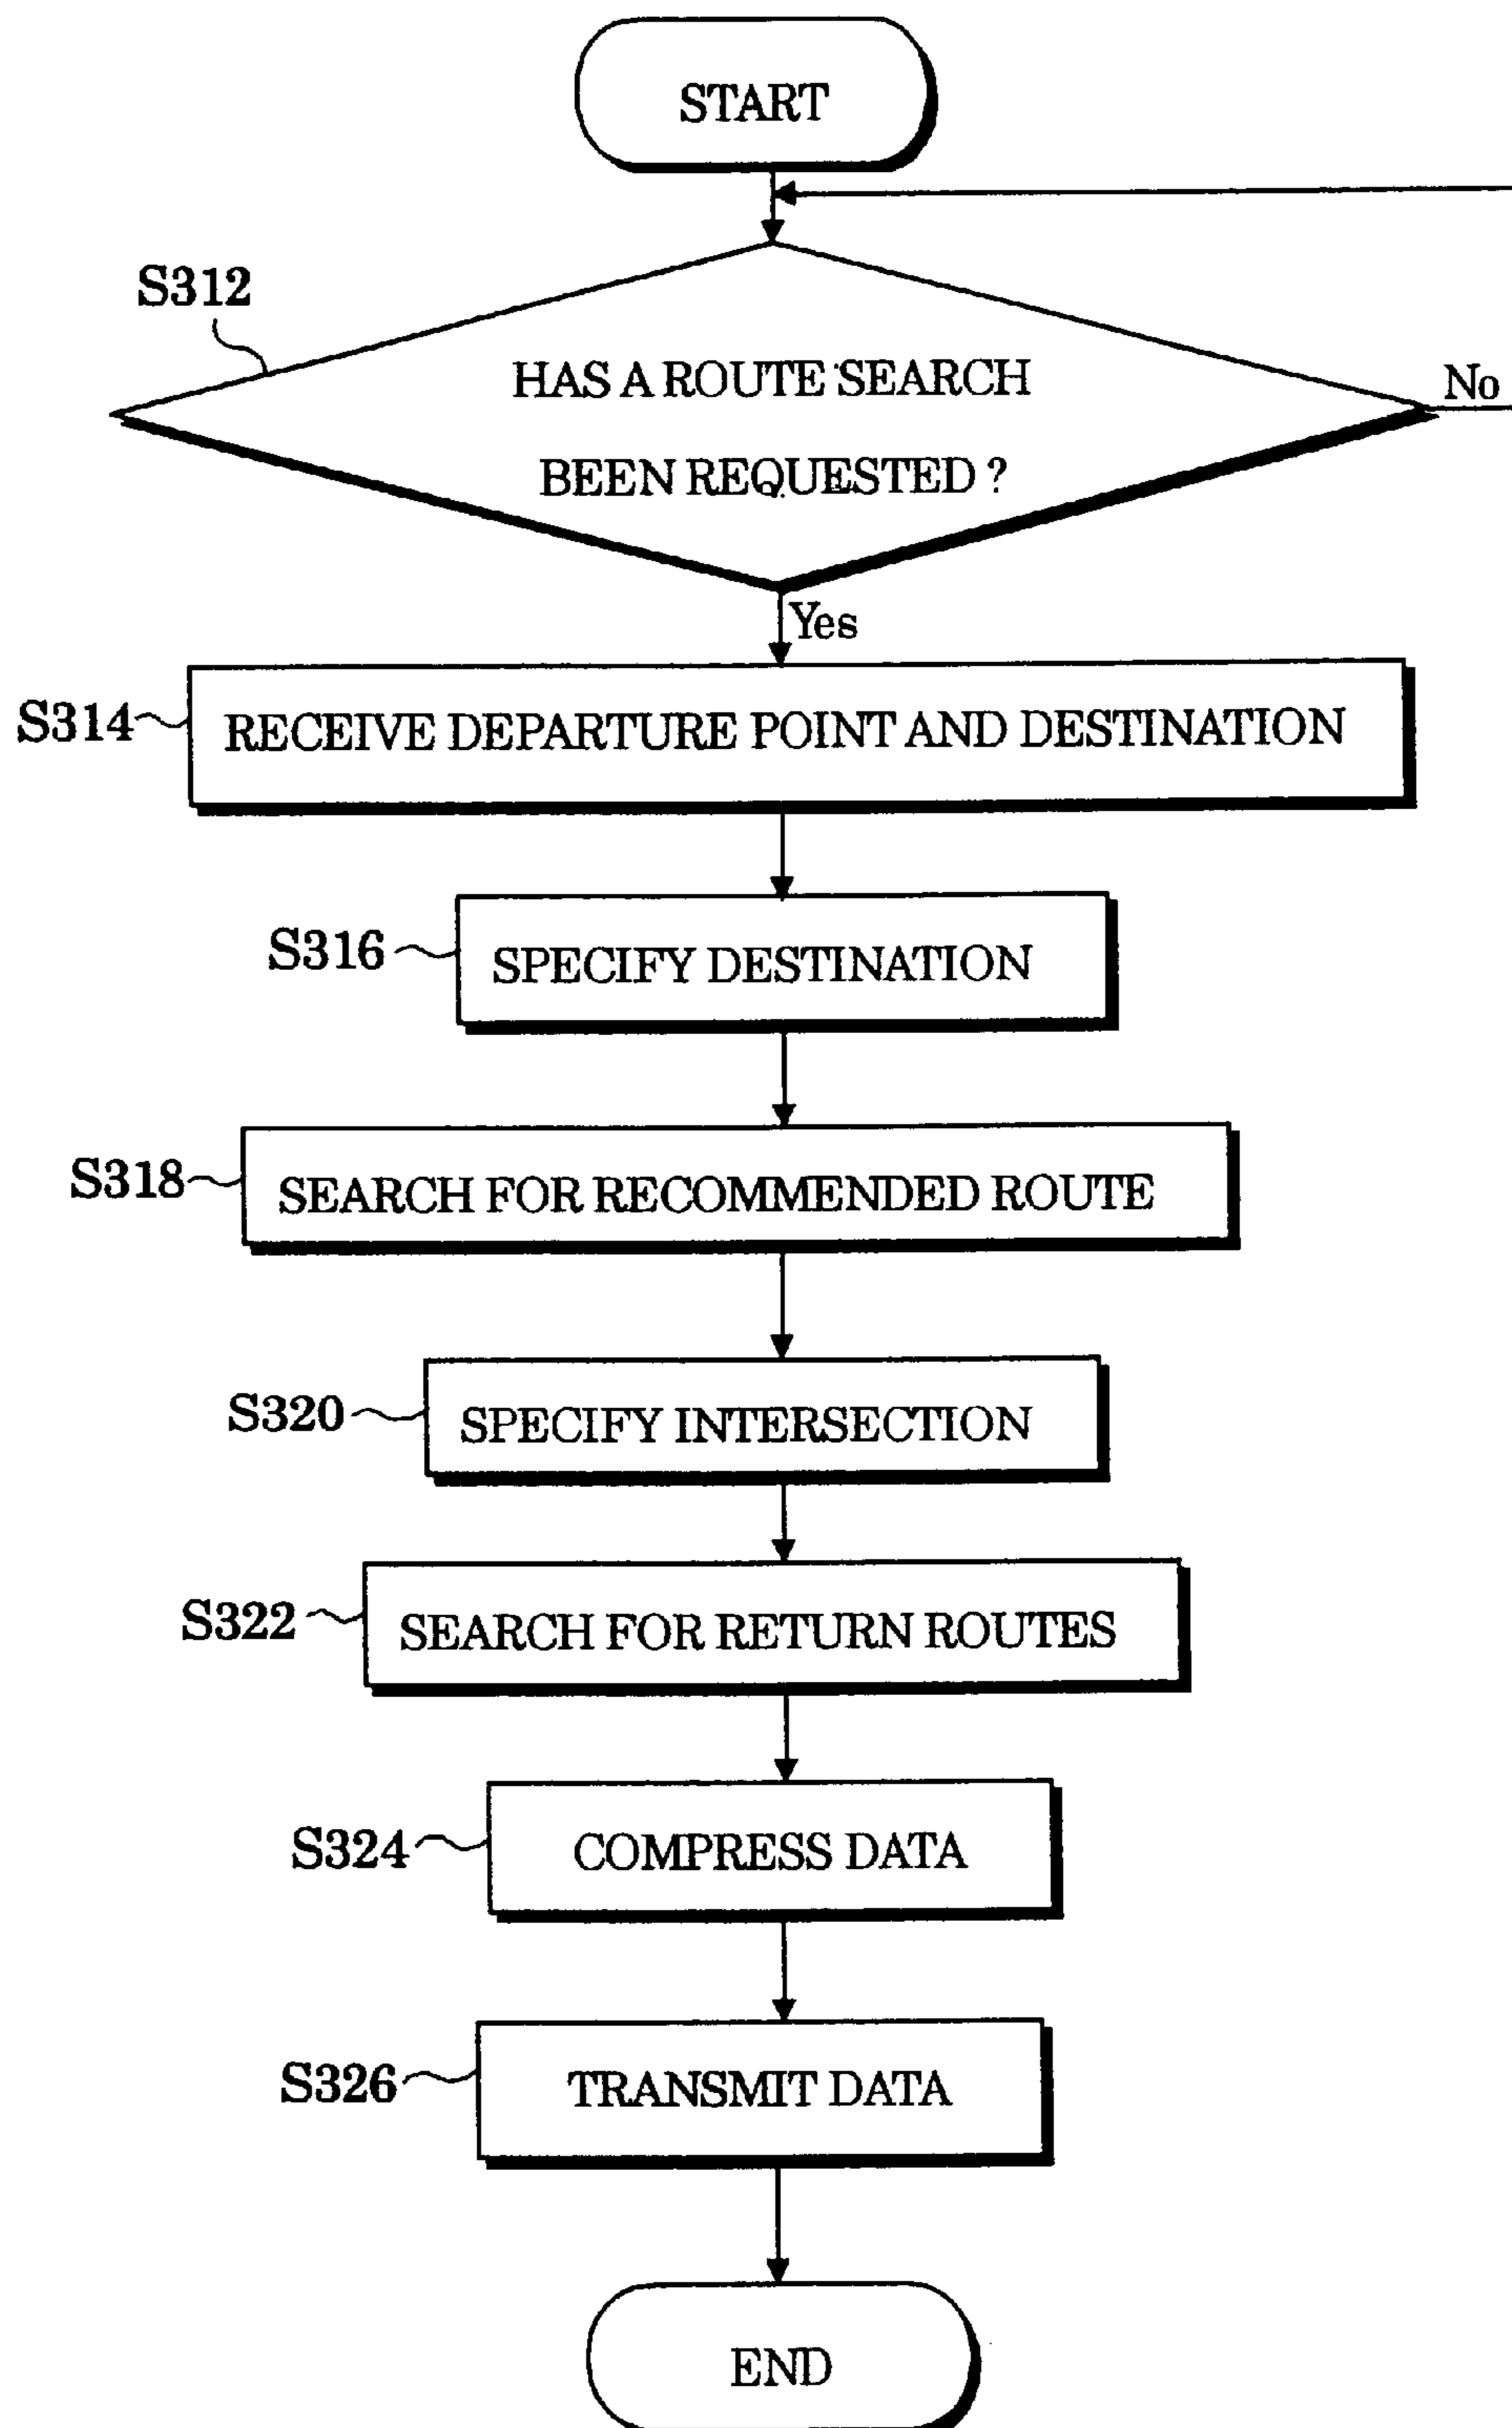 START
S312
HAS A ROUTE SEARCH
BEEN REQUESTED ?
No
Yes
S314
RECEIVE DEPARTURE POINT AND DESTINATION
S316
SPECIFY DESTINATION
S318
SEARCH FOR RECOMMENDED ROUTE
S320
SPECIFY INTERSECTION
S322
SEARCH FOR RETURN ROUTES
S324
COMPRESS DATA
S326
TRANSMIT DATA
END